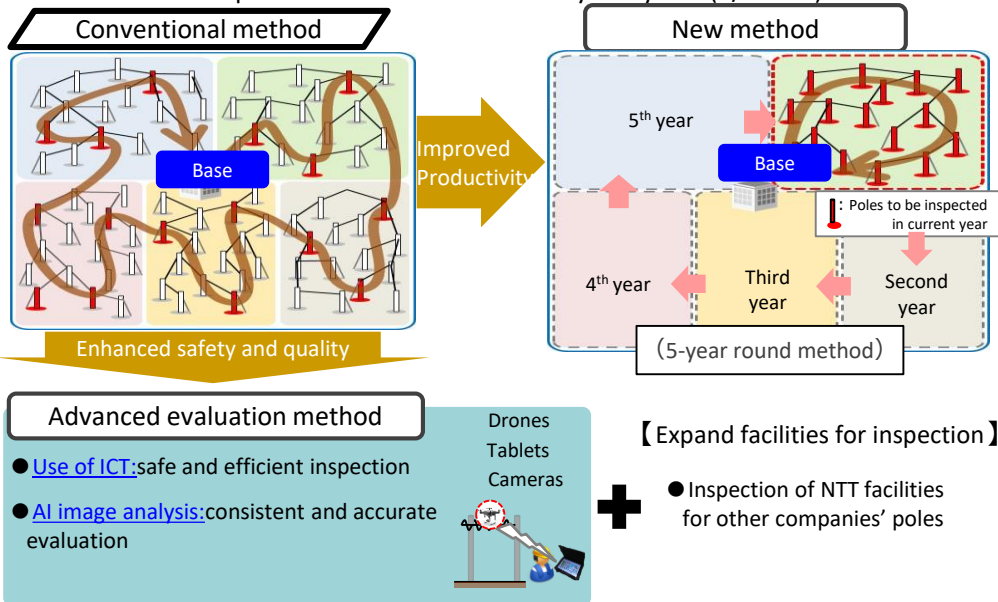 Conventional method
New method
Base
Improved
Productivity
5th year
Base
: Poles to be inspected
in current year
4th year
Third
year
Second
year
(5-year round method)
Enhanced safety and quality
Advanced evaluation method
●Use of ICT:safe and efficient inspection
●AI image analysis:consistent and accurate
evaluation
Drones
Tablets
Cameras
【Expand facilities for inspection】
●Inspection of NTT facilities
for other companies’ poles